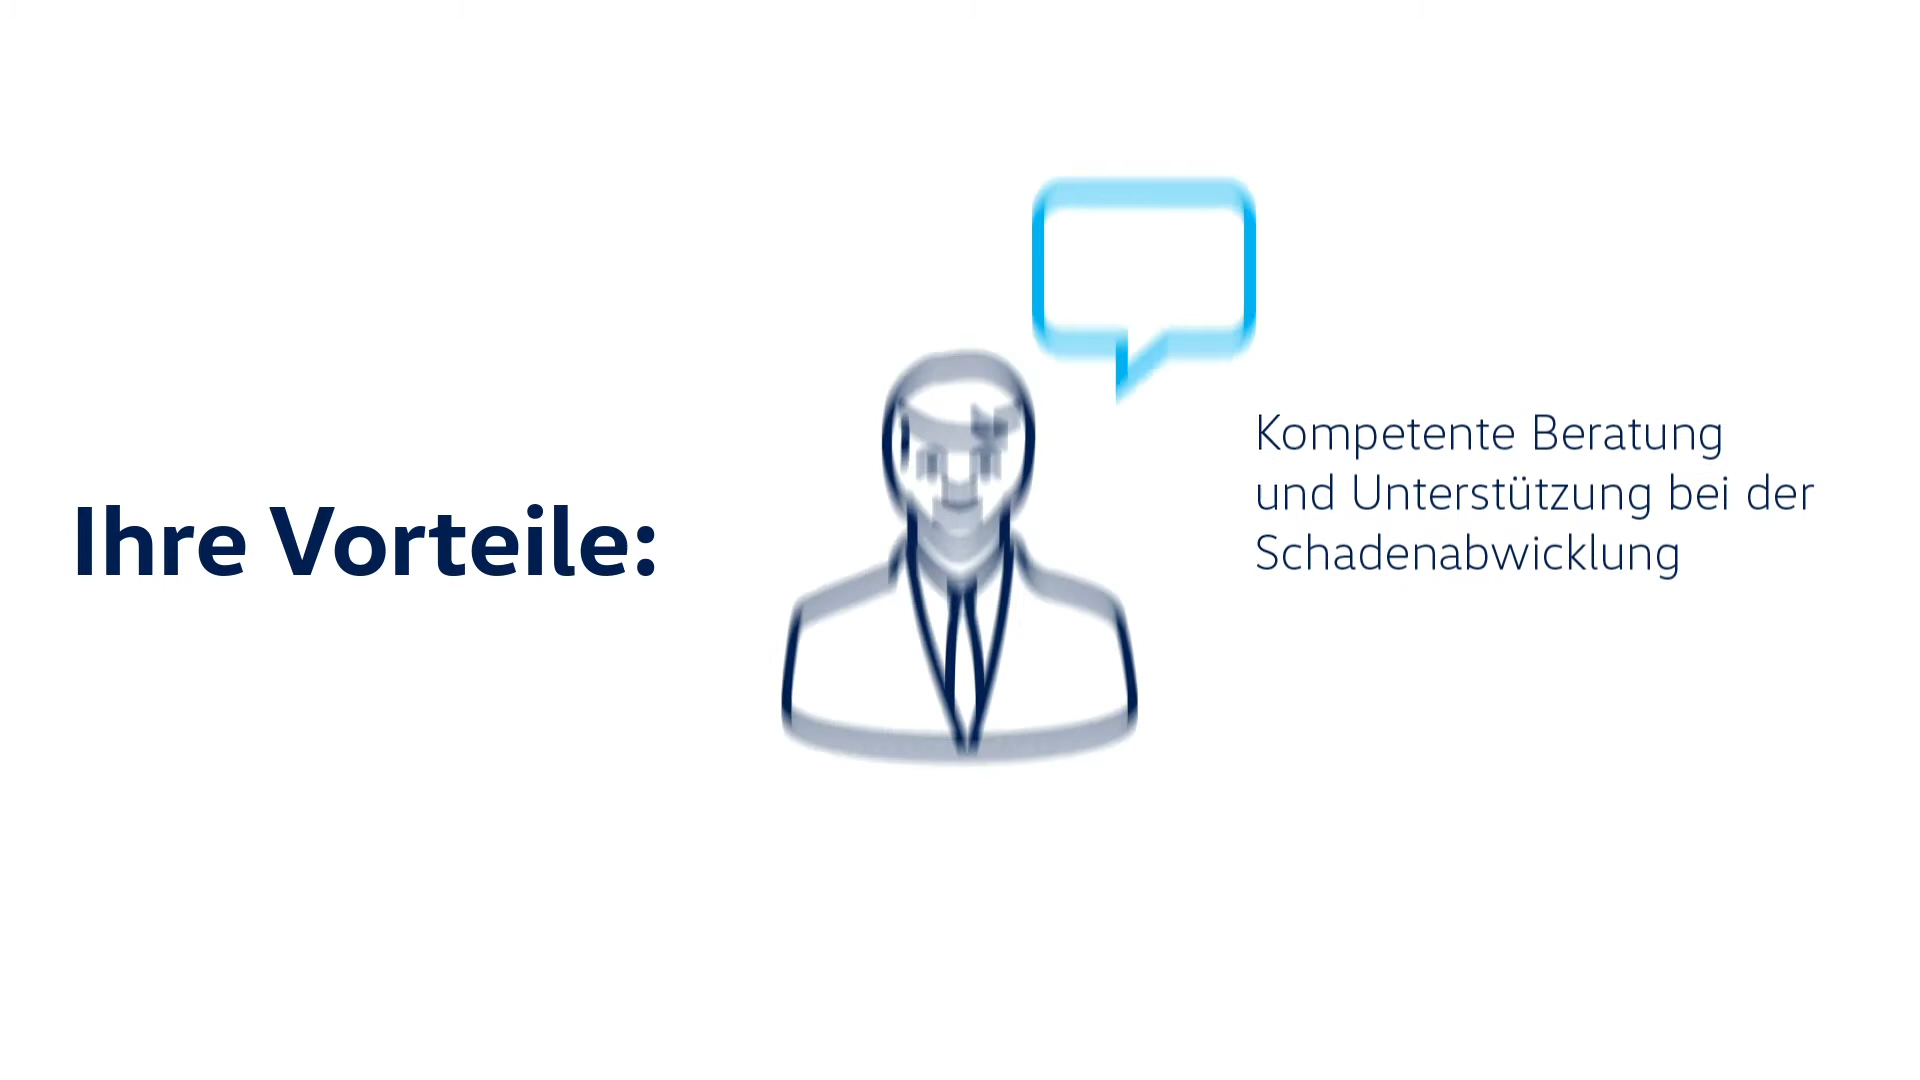 Ihre Vorteile:
Kompetente Beratung
und Unterstützung bei der
Schadenabwicklung